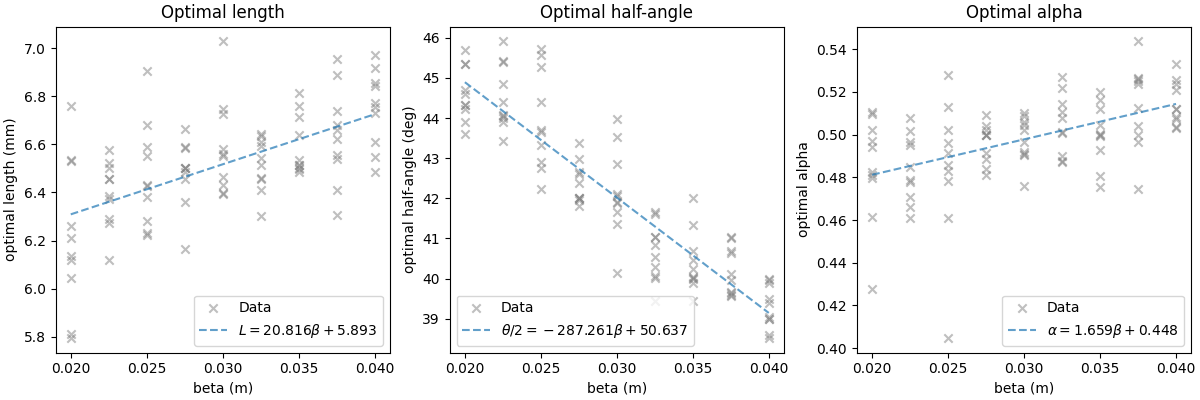 Optimal length
optimal length (mm)
7.0
6.8
6.6
6.4
6.2
6.0
5.8
0.020
0.025
0.030
0.035
0.040
beta (m)
Data
L = 20.816β + 5.893
Optimal half-angle
optimal half-angle (deg)
46
45
44
43
42
41
40
39
0.020
0.025
0.030
0.035
0.040
beta (m)
Data
θ/2 = −287.261β + 50.637
Optimal alpha
optimal alpha
0.54
0.52
0.50
0.48
0.46
0.44
0.42
0.40
0.020
0.025
0.030
0.035
0.040
beta (m)
Data
α = 1.659β + 0.448